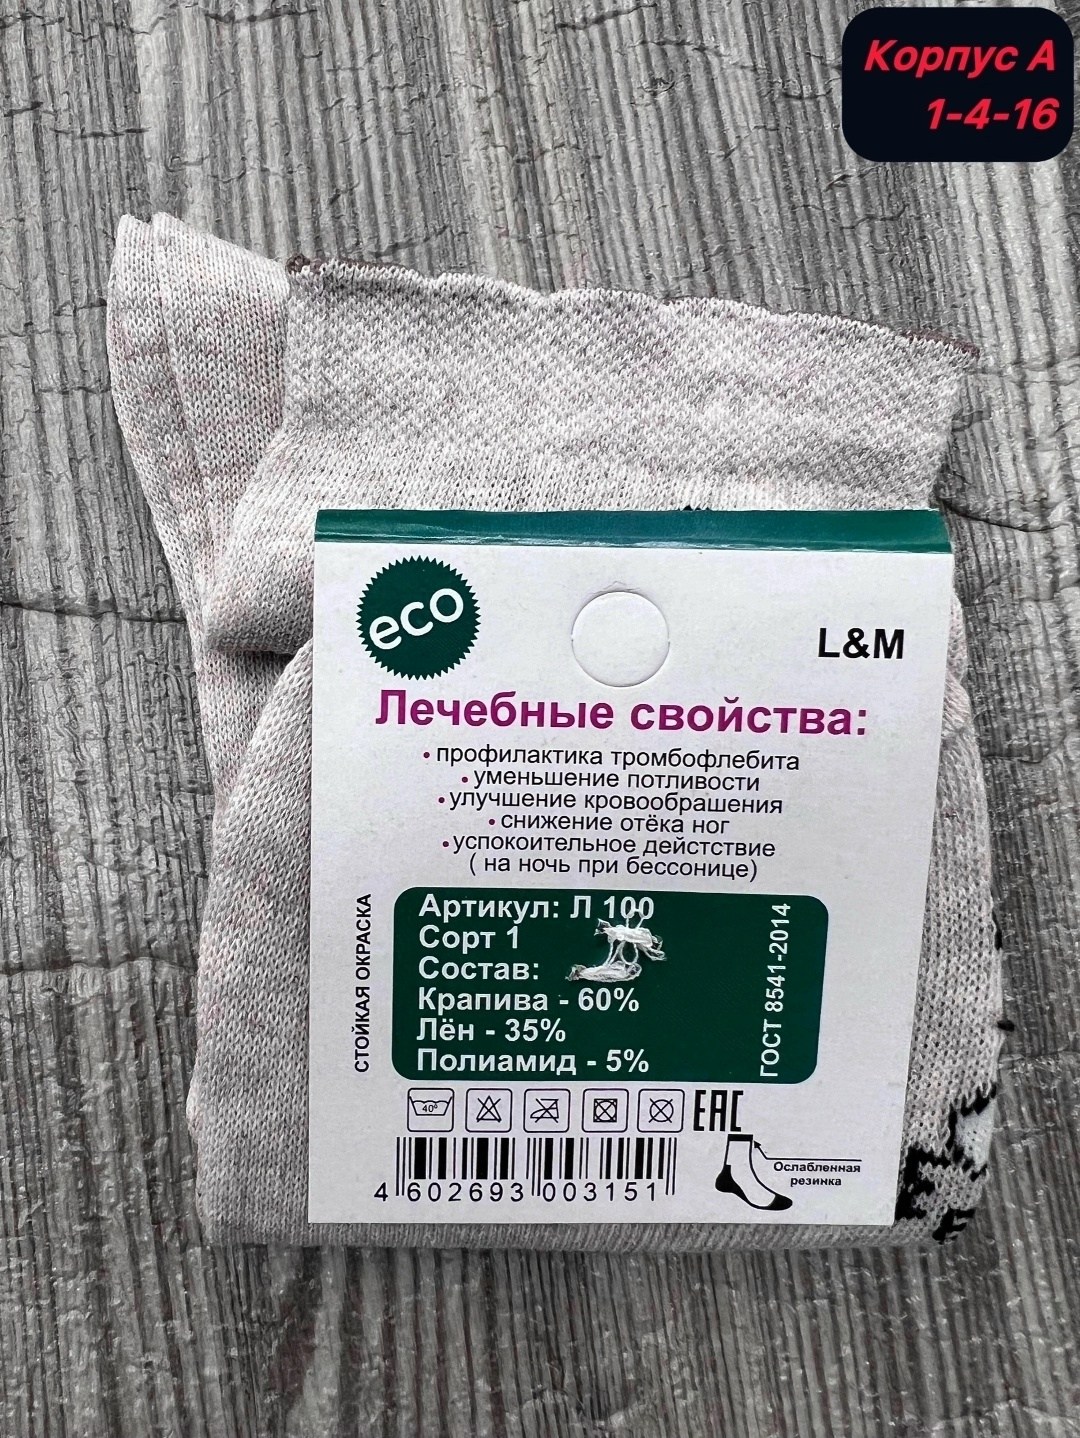 Корпус А
1-4-16
eco
L&M
Лечебные свойства:
• профилактика тромбофлебита
• уменьшение потливости
• улучшение кровообрашения
• снижение отёка ног
• успокоительное дейстствие
( на ночь при бессонице)
СТОЙКАЯ ОКРАСКА
Артикул: Л 100
Сорт 1
Состав:
Крапива - 60%
Лён - 35%
Полиамид - 5%
ГОСТ 8541-2014
40°
EAC
Ослабленная
резинка
4 602693 003151